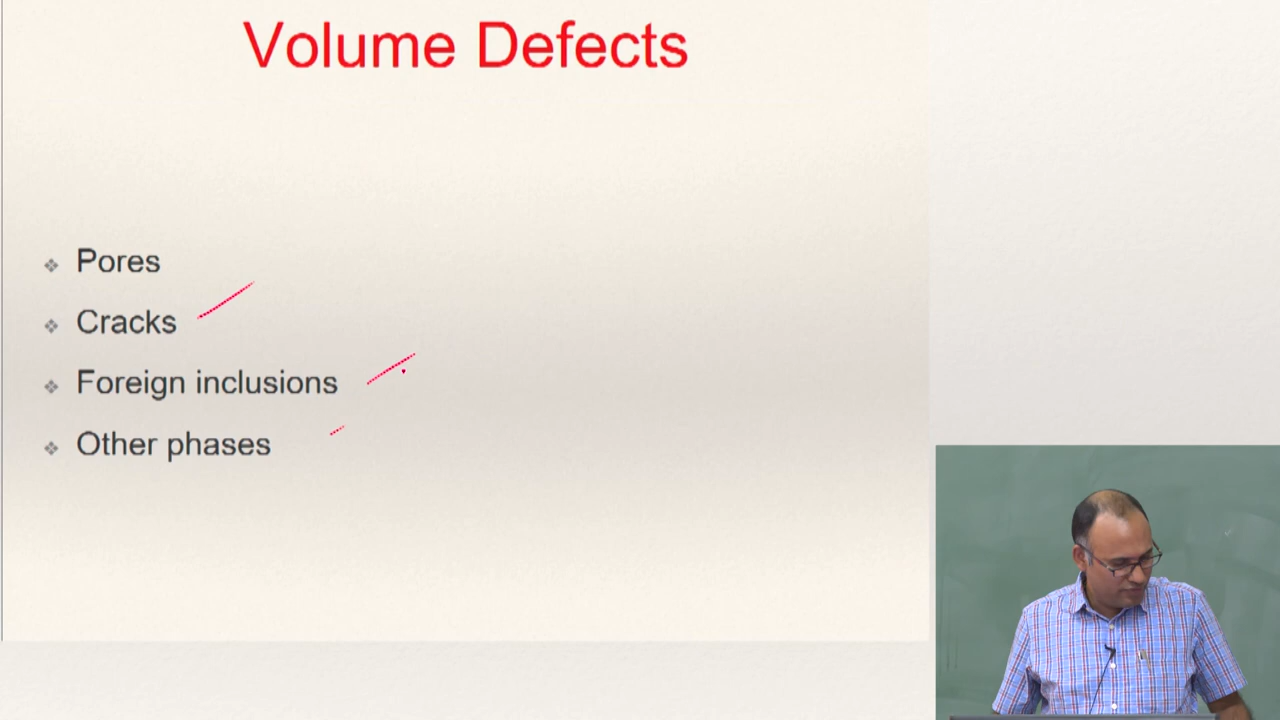 Volume Defects
Pores
Cracks
Foreign inclusions
Other phases